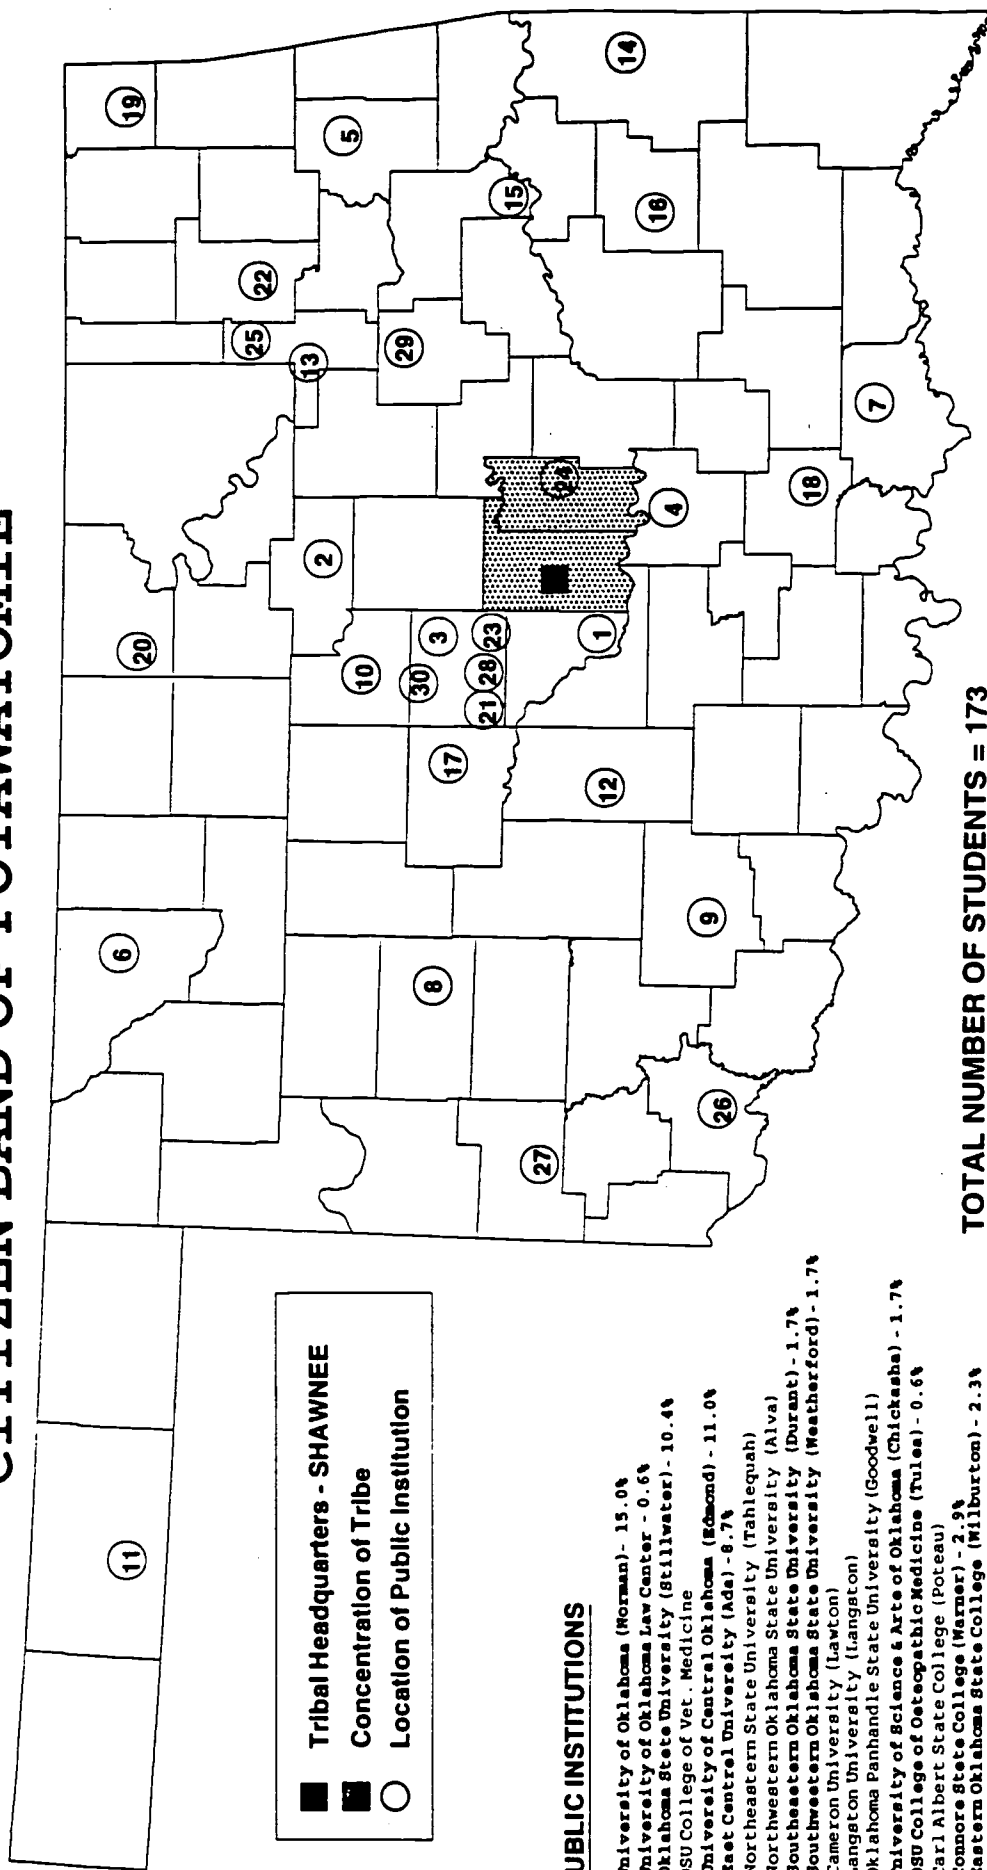 CITIZEN BAND OF POTAWATOMIE
19
14
5
22
15
16
25
13
29
24
7
2
4
18
20
3
10
30
23
28
21
1
17
12
6
8
9
26
27
11
Tribal Headquarters - SHAWNEE
Concentration of Tribe
Location of Public Institution
TOTAL NUMBER OF STUDENTS = 173
UBLIC INSTITUTIONS
niversity of Oklahoma (Norman) - 15.0%
niversity of Oklahoma Law Center - 0.6%
klahoma State University (Stillwater) - 10.4%
SU College of Vet. Medicine
niversity of Central Oklahoma (Edmond) - 11.0%
ast Central University (Ada) - 8.7%
ortheastern State University (Tahlequah)
orthwestern Oklahoma State University (Alva)
outheastern Oklahoma State University (Durant) - 1.7%
outhwestern Oklahoma State University (Weatherford) - 1.7%
ameron University (Lawton)
angston University (Langston)
klahoma Panhandle State University (Goodwell)
niversity of Science & Arts of Oklahoma (Chickasha) - 1.7%
SU College of Osteopathic Medicine (Tulsa) - 0.6%
arl Albert State College (Poteau)
onnors State College (Warner) - 2.9%
astern Oklahoma State College (Wilburton) - 2.3%